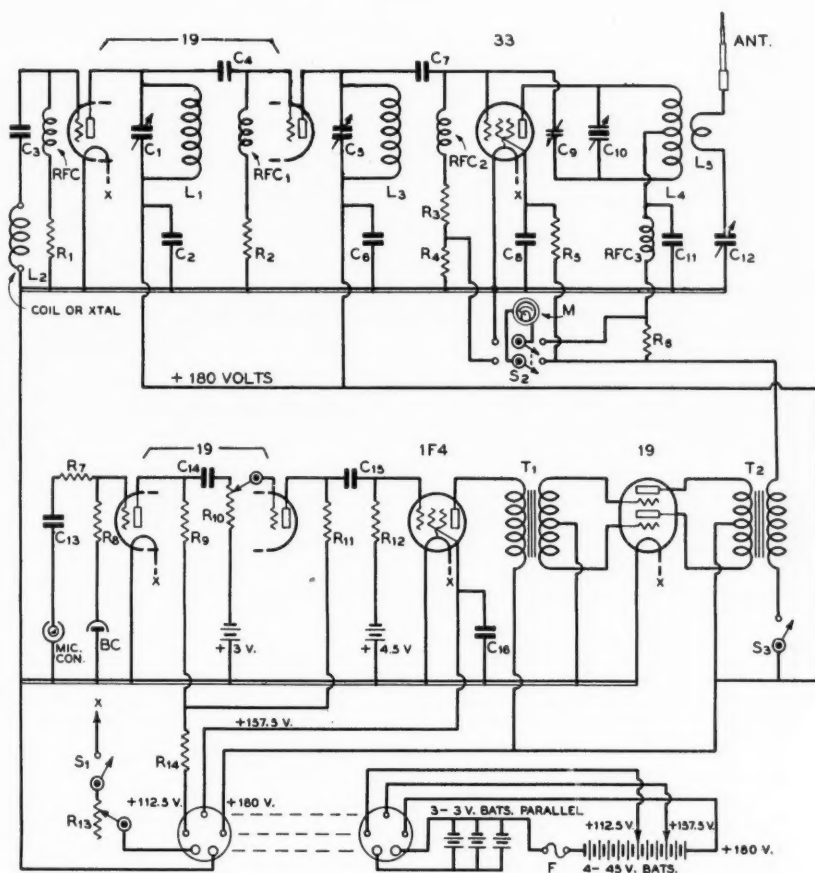 19
33
ANT.
C4
C7
C3
RFC
C1
L1
RFC1
C5
L3
RFC2
C9
C10
L4
L5
R1
C2
R2
C6
R3
R4
C8
R5
RFC3
C11
C12
L2
COIL OR XTAL
X
X
M
S2
R6
+ 180 VOLTS
19
1F4
19
R7
C14
C15
T1
T2
C13
R8
R9
R10
R11
R12
X
X
X
MIC. CON.
BC
+ 3 V.
+ 4.5 V
C16
S3
X
S1
R13
R14
+157.5 V.
+112.5 V.
+180 V.
3– 3 V. BATS. PARALLEL
+112.5 V.
+157.5 V.
+180 V.
F
4– 45 V. BATS.